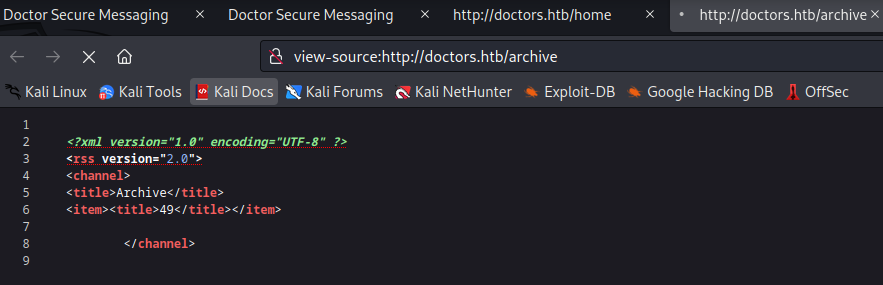 Doctor Secure Messaging Doctor Secure Messaging http://doctors.htb/home http://doctors.htb/archive
view-source:http://doctors.htb/archive
Kali Linux Kali Tools Kali Docs Kali Forums Kali NetHunter Exploit-DB Google Hacking DB OffSec
1
2 <?xml version="1.0" encoding="UTF-8" ?>
3 <rss version="2.0">
4 <channel>
5 <title>Archive</title>
6 <item><title>49</title></item>
7
8 </channel>
9